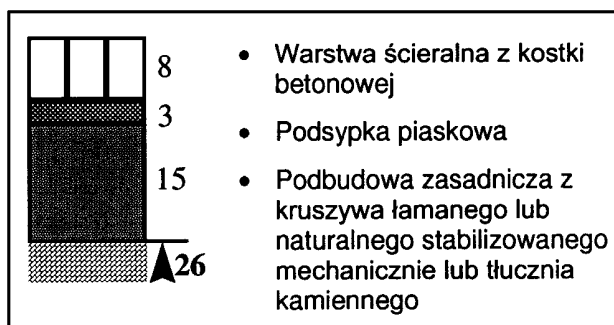 8
3
15
26
• Warstwa ścieralna z kostki
betonowej
• Podsypka piaskowa
• Podbudowa zasadnicza z
kruszywa łamanego lub
naturalnego stabilizowanego
mechanicznie lub tłucznia
kamiennego